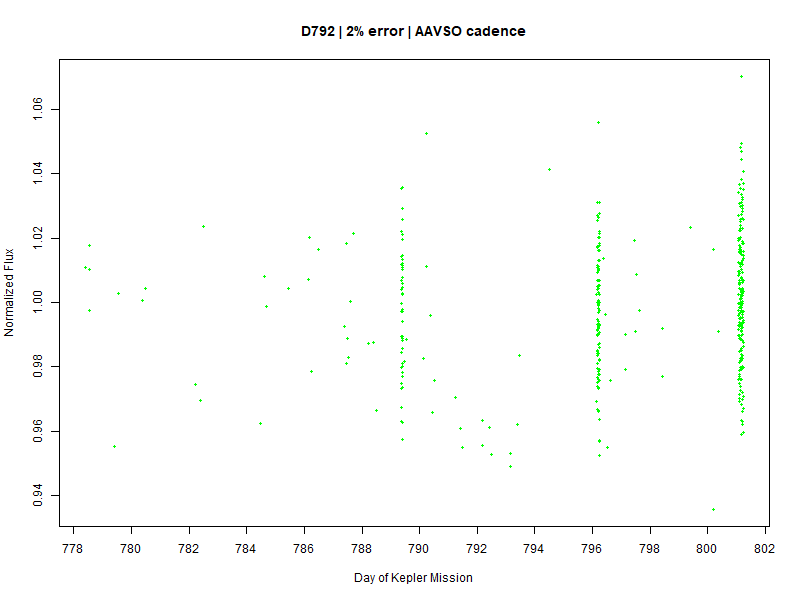 D792 | 2% error | AAVSO cadence
Normalized Flux
1.06
1.04
1.02
1.00
0.98
0.96
0.94
778 780 782 784 786 788 790 792 794 796 798 800 802
Day of Kepler Mission